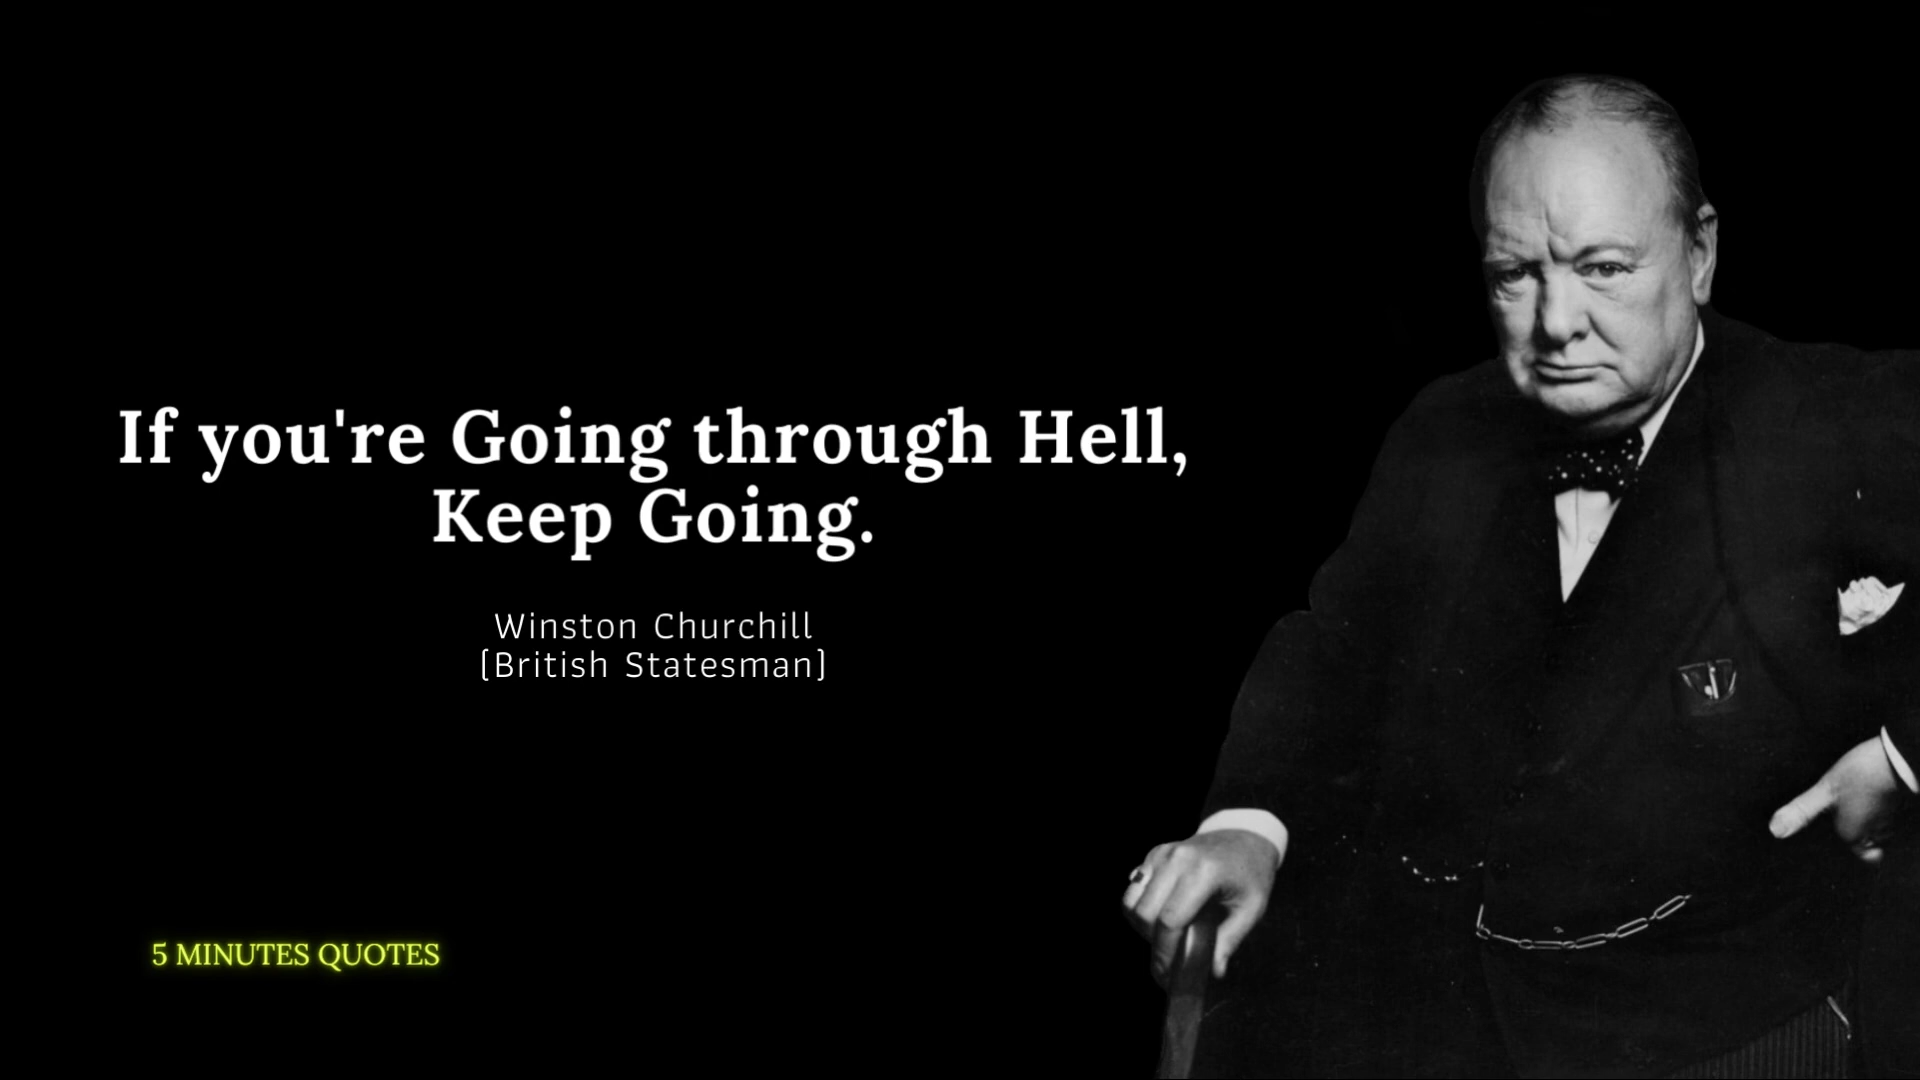 If you're Going through Hell,
Keep Going.
Winston Churchill
[British Statesman]
5 MINUTES QUOTES